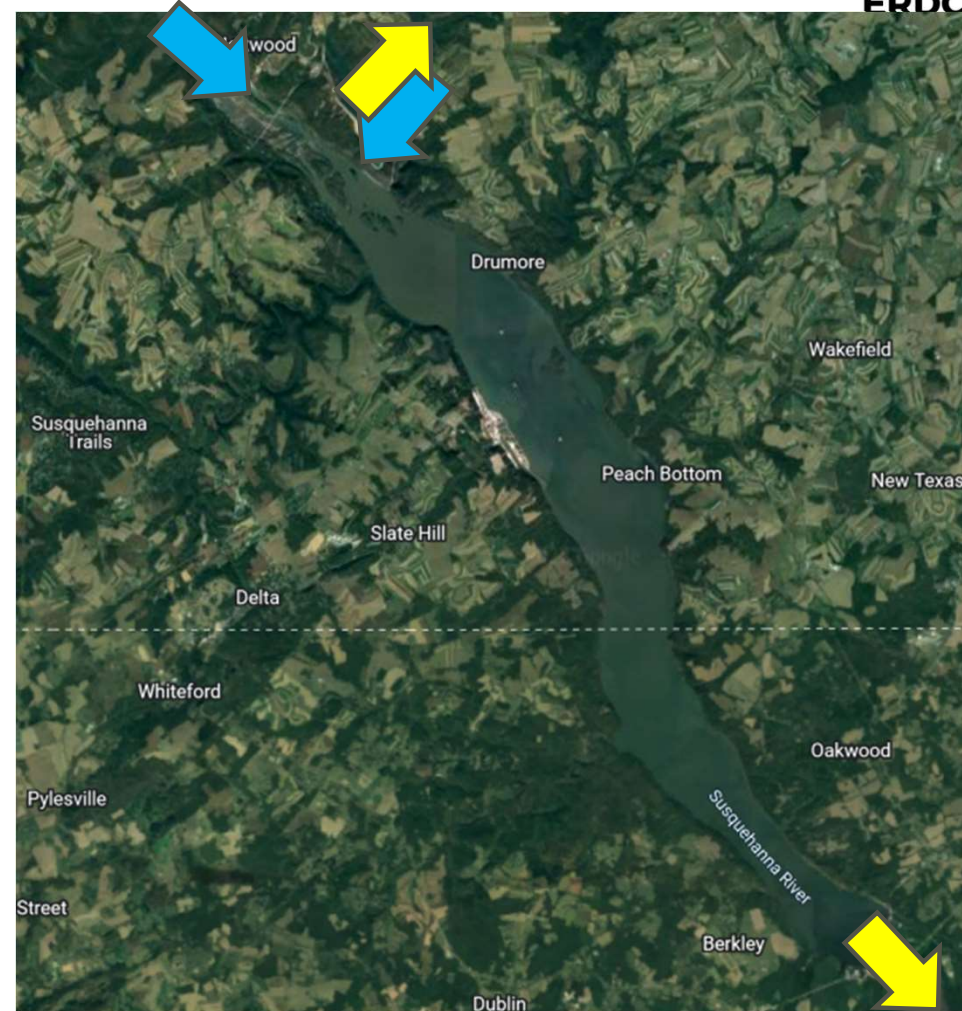 Drumore
Wakefield
Susquehanna
Trails
Peach Bottom
New Texas
Slate Hill
Delta
Whiteford
Oakwood
Pylesville
Susquehanna River
Street
Berkley
Dublin